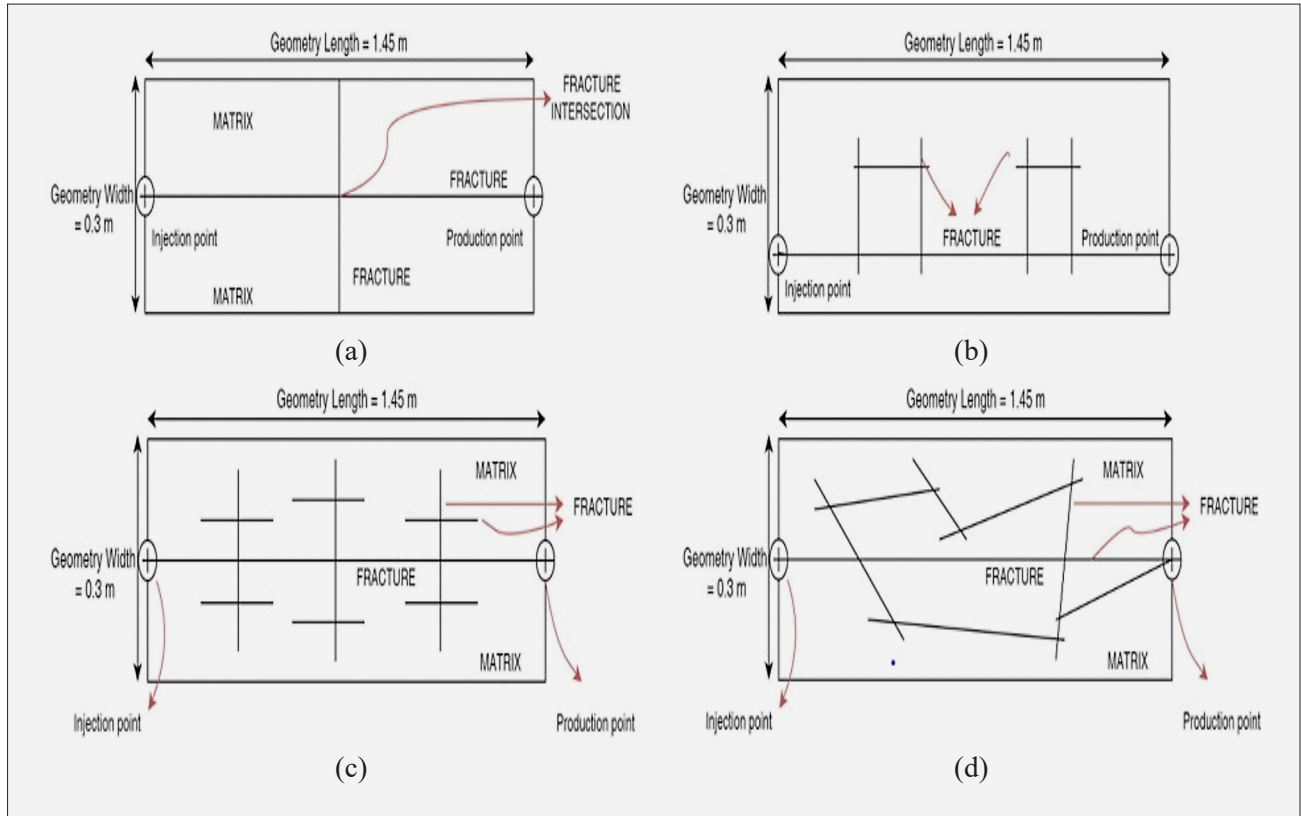 Geometry Length = 1.45 m
FRACTURE
INTERSECTION
MATRIX
FRACTURE
Geometry Width
= 0.3 m
Injection point
Production point
FRACTURE
MATRIX
(a)
Geometry Length = 1.45 m
Geometry Width
= 0.3 m
FRACTURE
Production point
Injection point
(b)
Geometry Length = 1.45 m
MATRIX
FRACTURE
Geometry Width
= 0.3 m
FRACTURE
MATRIX
Injection point
Production point
(c)
Geometry Length = 1.45 m
MATRIX
FRACTURE
Geometry Width
= 0.3 m
FRACTURE
MATRIX
Injection point
Production point
(d)